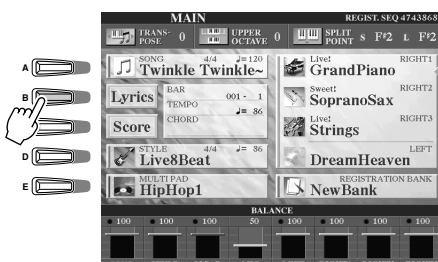 MAIN
REGIST. SEQ 4743868
TRANS-
POSE 0
UPPER
OCTAVE 0
SPLIT
POINT S F#2 L F#2
SONG 4/4 ♩=120
Twinkle Twinkle~
Lyrics
BAR 001 - 1
TEMPO ♩= 86
CHORD
Score
STYLE 4/4 ♩= 86
Live8Beat
MULTI PAD
HipHop1
Live! RIGHT1
GrandPiano
Sweet! RIGHT2
SopranoSax
Live! RIGHT3
Strings
LEFT
DreamHeaven
REGISTRATION BANK
NewBank
A
B
D
E
BALANCE
100 100 100 50 100 100 100 100